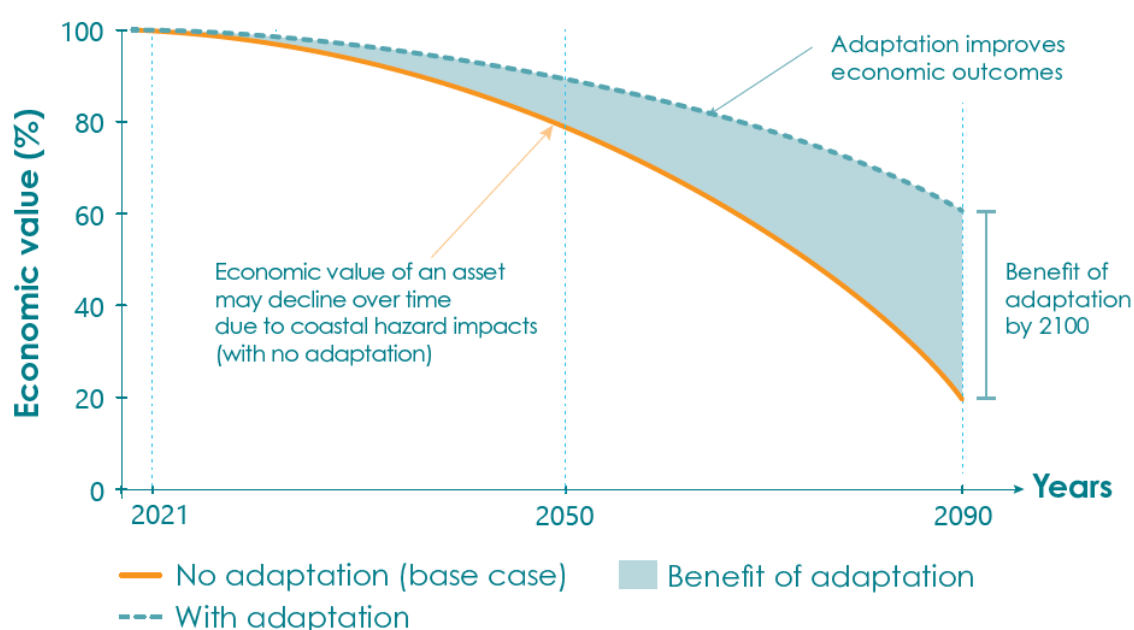 Economic value (%)
100
80
60
40
20
0
Adaptation improves
economic outcomes
Economic value of an asset
may decline over time
due to coastal hazard impacts
(with no adaptation)
Benefit of
adaptation
by 2100
2021
2050
2090
Years
No adaptation (base case)
Benefit of adaptation
With adaptation